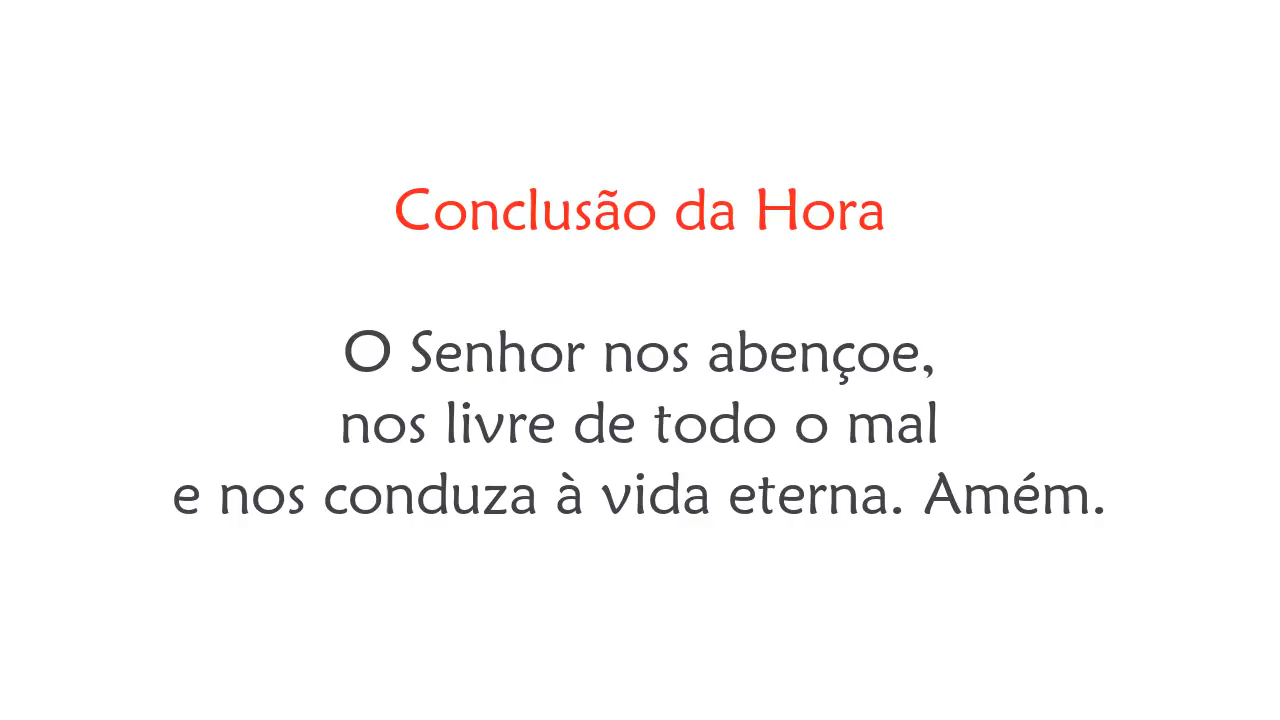 Conclusão da Hora
O Senhor nos abençoe,
nos livre de todo o mal
e nos conduza à vida eterna. Amém.